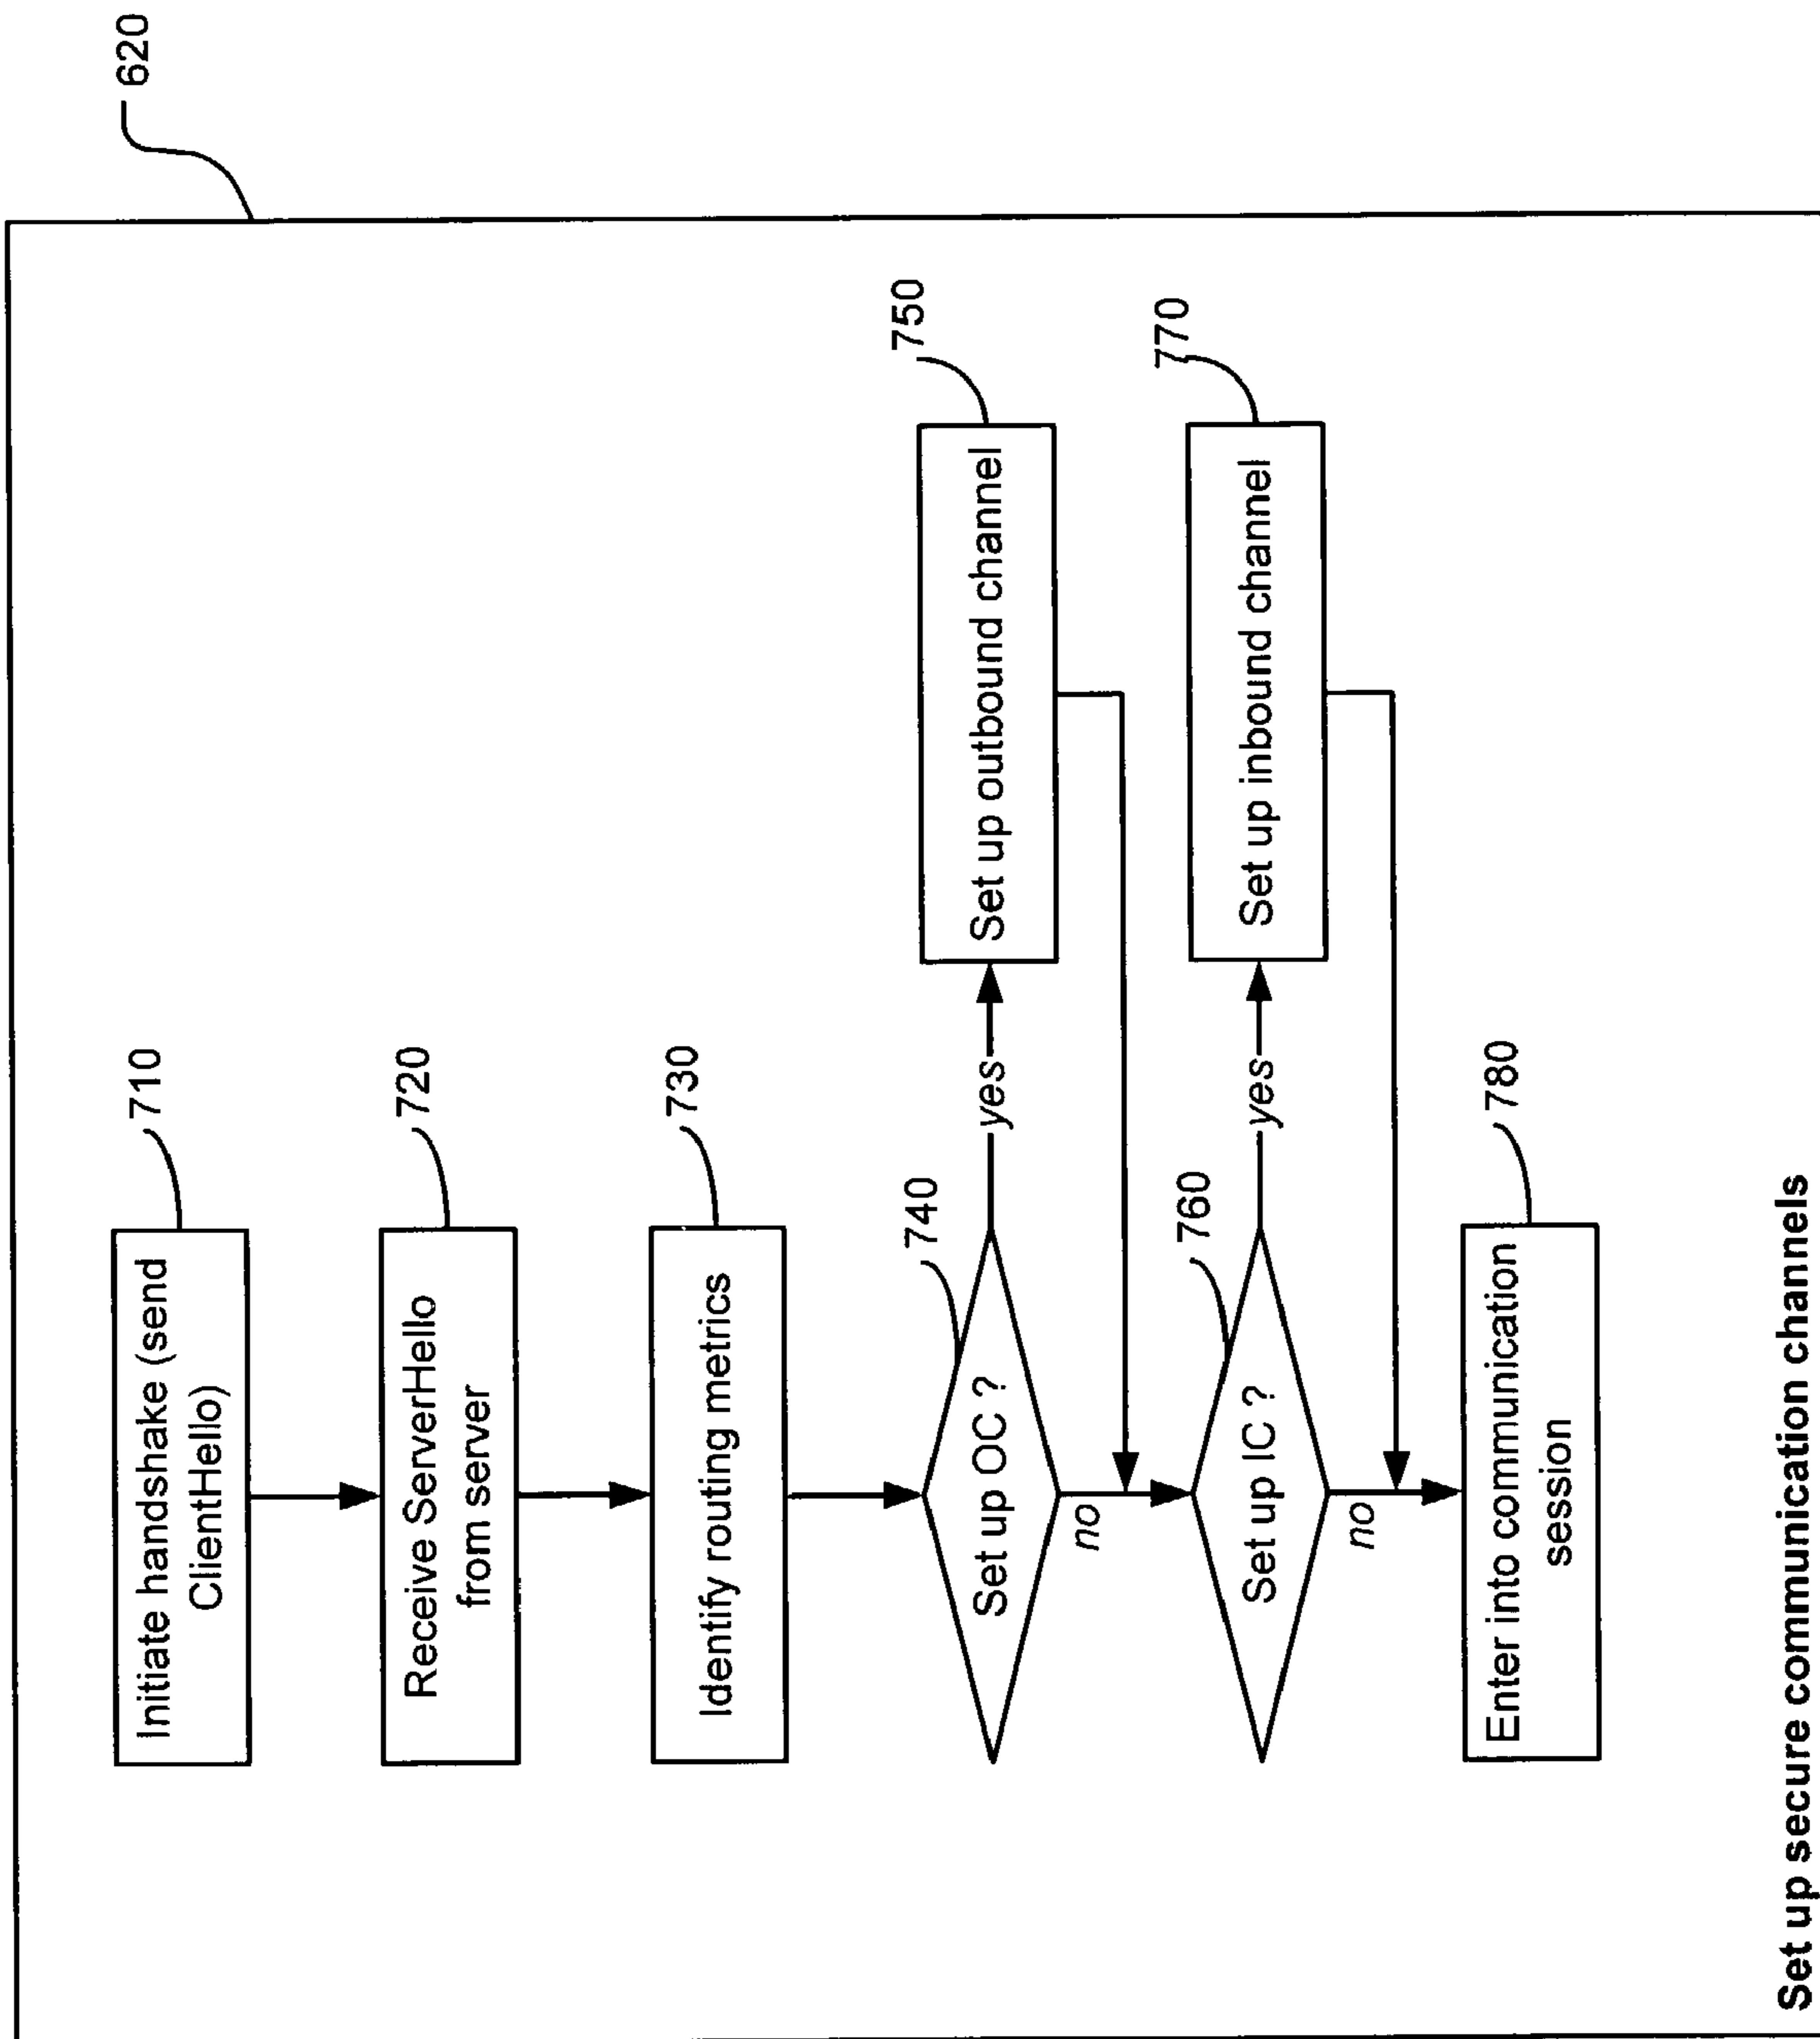 620
710
Initiate handshake (send
ClientHello)
720
Receive ServerHello
from server
730
Identify routing metrics
740
Set up OC ?
yes
750
Set up outbound channel
no
760
Set up IC ?
yes
770
Set up inbound channel
no
780
Enter into communication
session
Set up secure communication channels